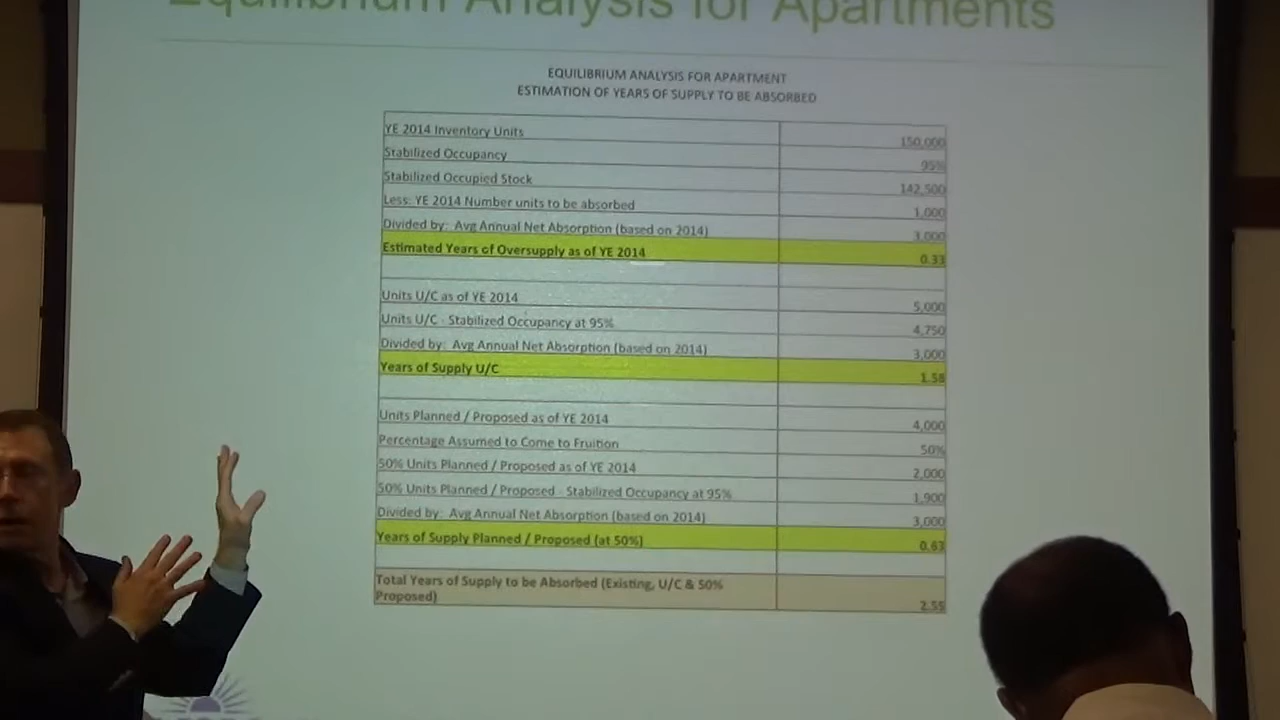 Equilibrium Analysis for Apartments
EQUILIBRIUM ANALYSIS FOR APARTMENT
ESTIMATION OF YEARS OF SUPPLY TO BE ABSORBED
YE 2014 Inventory Units 150,000
Stabilized Occupancy 95%
Stabilized Occupied Stock 142,500
Less: YE 2014 Number units to be absorbed 1,000
Divided by: Avg Annual Net Absorption (based on 2014) 3,000
Estimated Years of Oversupply as of YE 2014 0.33
Units U/C as of YE 2014 5,000
Units U/C - Stabilized Occupancy at 95% 4,750
Divided by: Avg Annual Net Absorption (based on 2014) 3,000
Years of Supply U/C 1.58
Units Planned / Proposed as of YE 2014 4,000
Percentage Assumed to Come to Fruition 50%
50% Units Planned / Proposed as of YE 2014 2,000
50% Units Planned / Proposed - Stabilized Occupancy at 95% 1,900
Divided by: Avg Annual Net Absorption (based on 2014) 3,000
Years of Supply Planned / Proposed (at 50%) 0.63
Total Years of Supply to be Absorbed (Existing, U/C & 50%
Proposed) 2.55